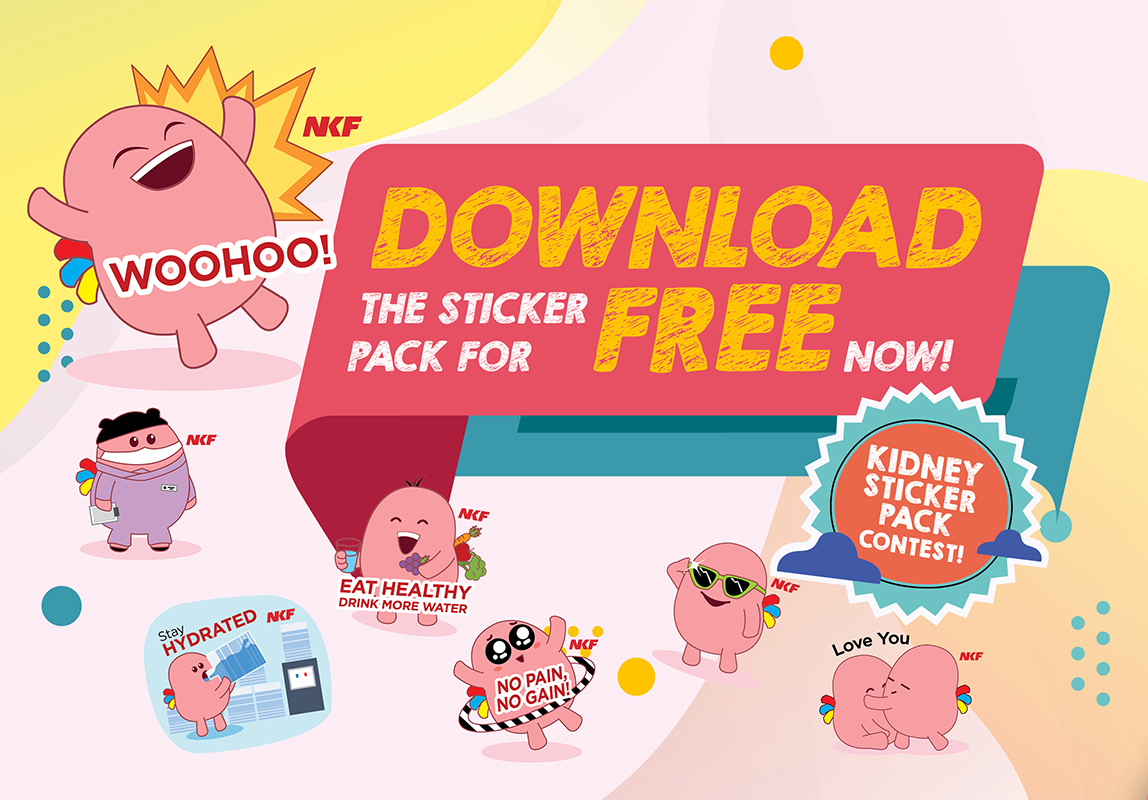 NKF
WOOHOO!
DOWNLOAD
THE STICKER
PACK FOR
FREE
NOW!
NKF
KIDNEY
STICKER
PACK
CONTEST!
NKF
EAT HEALTHY
DRINK MORE WATER
NKF
Stay
HYDRATED
NKF
NKF
NO PAIN,
NO GAIN!
Love You
NKF